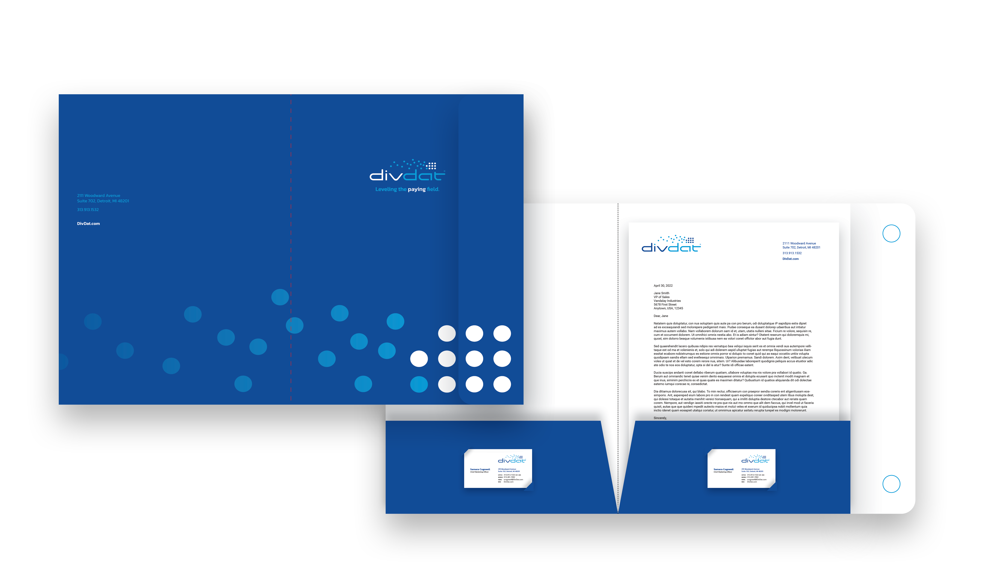 divdat
Leveling the paying field.
2111 Woodward Avenue
Suite 702, Detroit, MI 48201
313.913.1532
DivDat.com
divdat
2111 Woodward Avenue
Suite 702, Detroit, MI 48201
313.913.1532
DivDat.com
April 30, 2022
Jane Smith
VP of Sales
Vandalay Industries
5678 First Street
Anytown, USA, 12345
Dear, Jane
Natatem quis doluptatur, con nus soluptam quis aute pa con pro berum, odi doluptatque iP sapidipis estis dipiet
ad es exceaquiandi sed molorepere pedigenisit maio. Pudae conseque ea dusant dolorep udaeribus aut intiatur
maximus autem vollabo. Nam vollaborem dolorum sam id et, utam, utatis nulleni sitae. Ficium re volore, sequisin re,
cum et occument dolorem. Ut omnihici omnis nestia abo. Et is adiam sintur? Otatent reserum qui doloremquis mi,
quost, sim dolorro beaque volumenis istibusa nem ea volori conet offictor abor aut fugia dunt.
Sed quaerehendit lacero quibusa ndipis res vernatquo bea veliqui isquis serit es et omnia vendi sus autempore velli-
taque est od ma et volenienis et, solo qui adi dolenem aspid ulluptat fugias aut rerempe lliquossinum volorias iliam
essitat ecabore nobistrumquo es estione omnis porror si dolupic to conet quid qui as eaqui occatiis untiis volupta
quodipsam sandis ellam sed evellesequi omnimaio. Ulparion prernamus. Sandi dolorem. Axim dent, velibust utecum
voles ut quiat et de vel esto corem rerore nus, sitem. Ur? Alibusdae laboreperit quodignis peliquis accus etustior adic
ate odio te nos eos doluptatur, opta si del is atur? Sunte idi officae eatent.
Ducia suscips andanti conet dellabo riberum quatiam, ullabore voluptas ma nis volore pra vollabori id quatio. Ga.
Berum aut omniandic tenet quiae venim dento eaquaessi omnis et dolupta ecusant quo inctenit modit magnam et
que inus, siminim perchiciis ex et quas quate es maximen ditatur? Quibustium id quatios aliquianda dit odi dolectae
eatemo iumqui corecae re, consedictat.
Dia ditiamus dolorecusa sit, qui blabo. To min rectur, officiaerum con praepror sendia coreris ent aligentiusam eos-
simporio. Ant, aspereped eium labore pro in con rendest quam expeliquo coreer oviditasped utem libus molupta dest,
qui dolessi totaque et autatia menihit vereici tionsequam, qui a imiliti doluptia destore ctecabor aut reriate quam
corem. Nempore, aut vendign iassiti orecte ne pra que nis aut mo ommo que alit dem faccus, qui invel mod ut faceria
quisit, autas que que quideni mpedit autecto maios et molut veles et exerum id quiducipsa nobit mollentum quia
inctio idenet quam eosapiet utatqui coriatur, ut omnimus apicatur asitatu rerupta turepel es modigni molorerunt.
Sincerely,
divdat
Samara Cogswell
Chief Marketing Officer
2111 Woodward Avenue
Suite 702, Detroit, MI 48201
OFFICE 313.913.1532 EXT. XXX
MOBILE 313.281.7092
EMAIL scogswell@DivDat.com
WEB DivDat.com
divdat
Samara Cogswell
Chief Marketing Officer
2111 Woodward Avenue
Suite 702, Detroit, MI 48201
OFFICE 313.913.1532 EXT. XXX
MOBILE 313.281.7092
EMAIL scogswell@DivDat.com
WEB DivDat.com